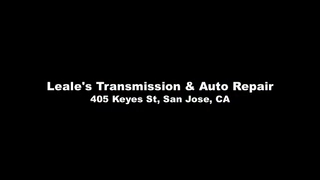 Leale's Transmission & Auto Repair
405 Keyes St, San Jose, CA